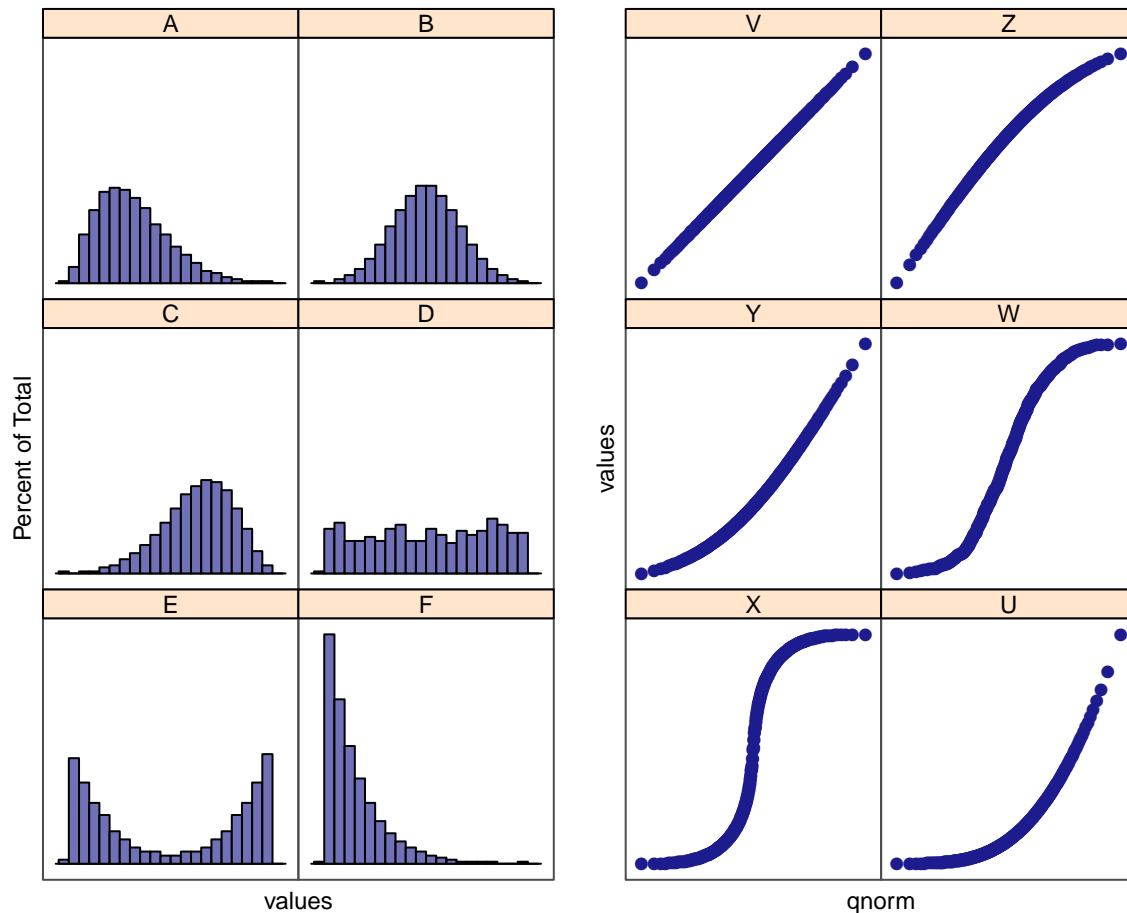 A B
C D
E F
Percent of Total
values
V Z
Y W
X U
values
qnorm